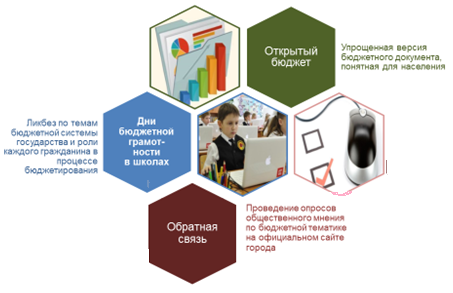 Открытый
бюджет
Упрощенная версия
бюджетного документа,
понятная для населения
Ликбез по темам
бюджетной системы
государства и роли
каждого гражданина в
процессе
бюджетирования
Дни
бюджетной
грамот-
ности
в школах
Обратная
связь
Проведение опросов
общественного мнения
по бюджетной тематике
на официальном сайте
города